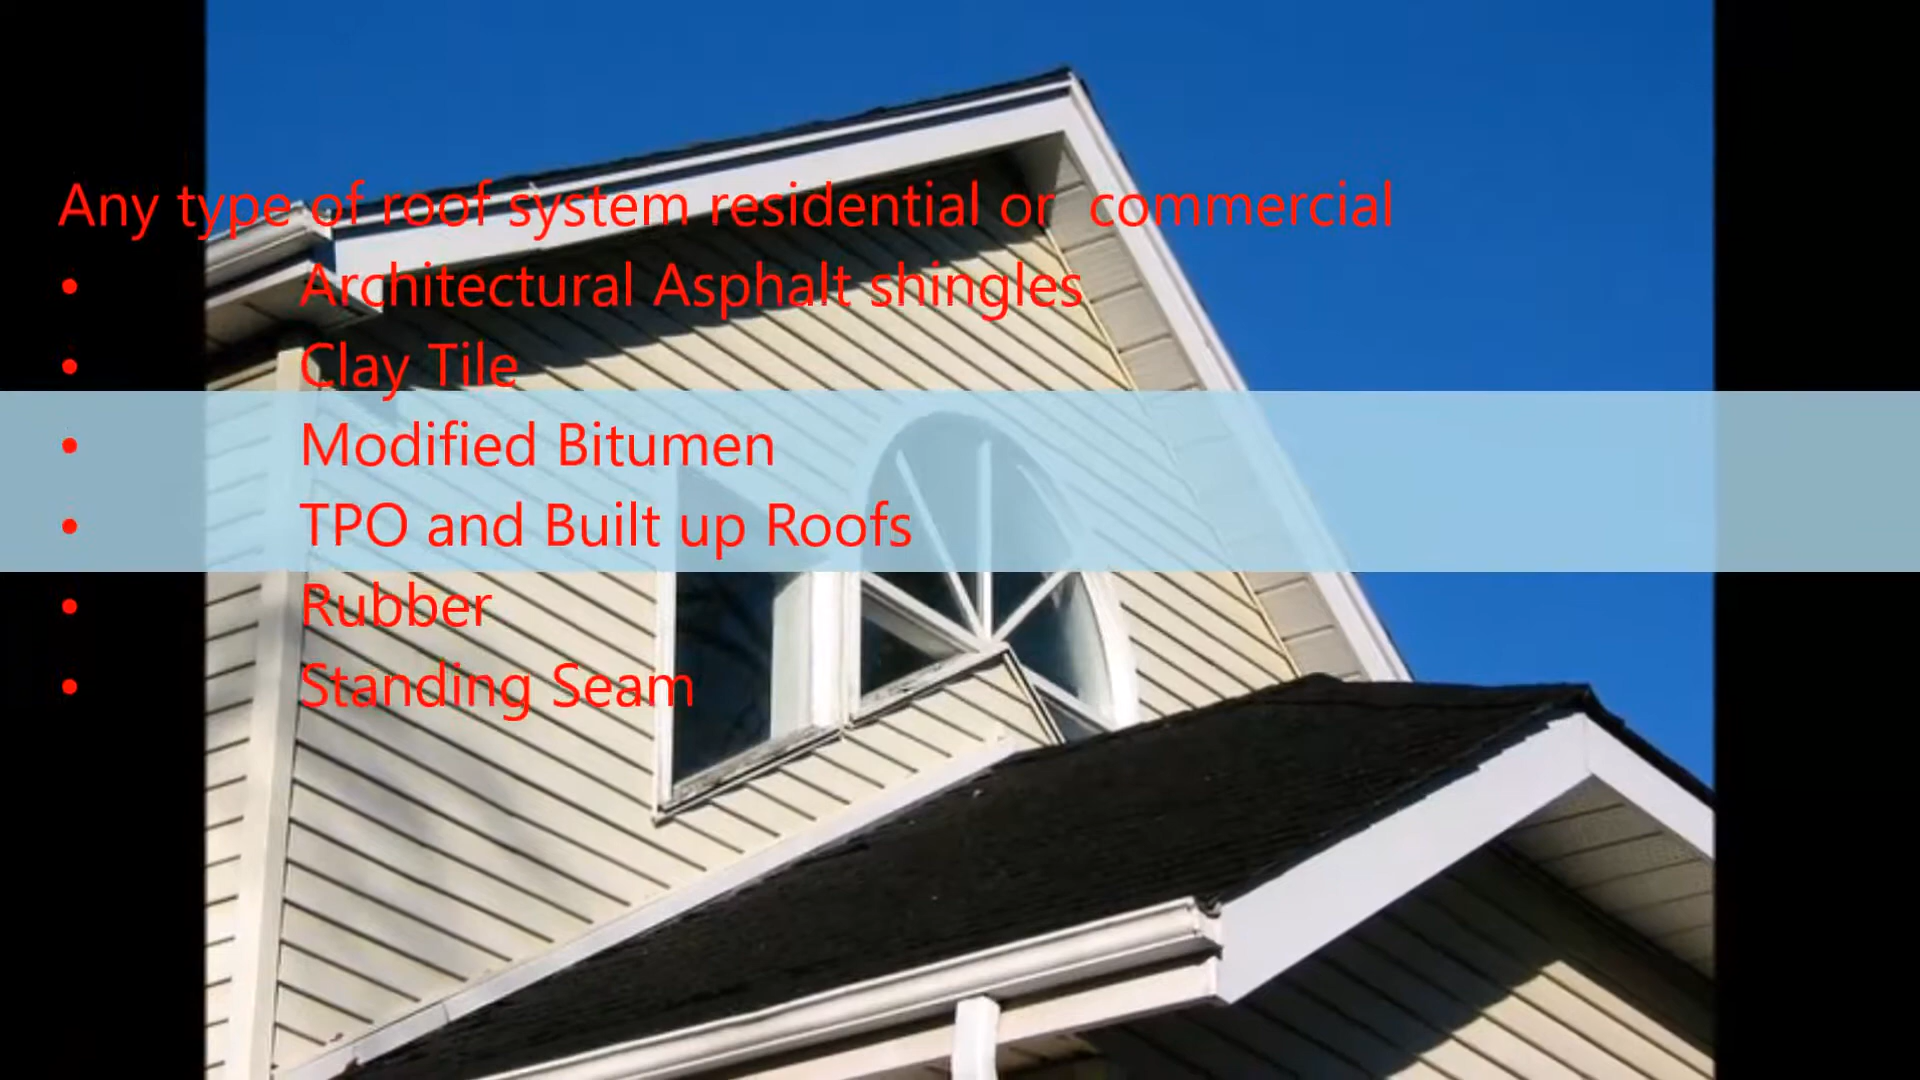 Any type of roof system residential or commercial
• Architectural Asphalt shingles
• Clay Tile
• Modified Bitumen
• TPO and Built up Roofs
• Rubber
• Standing Seam